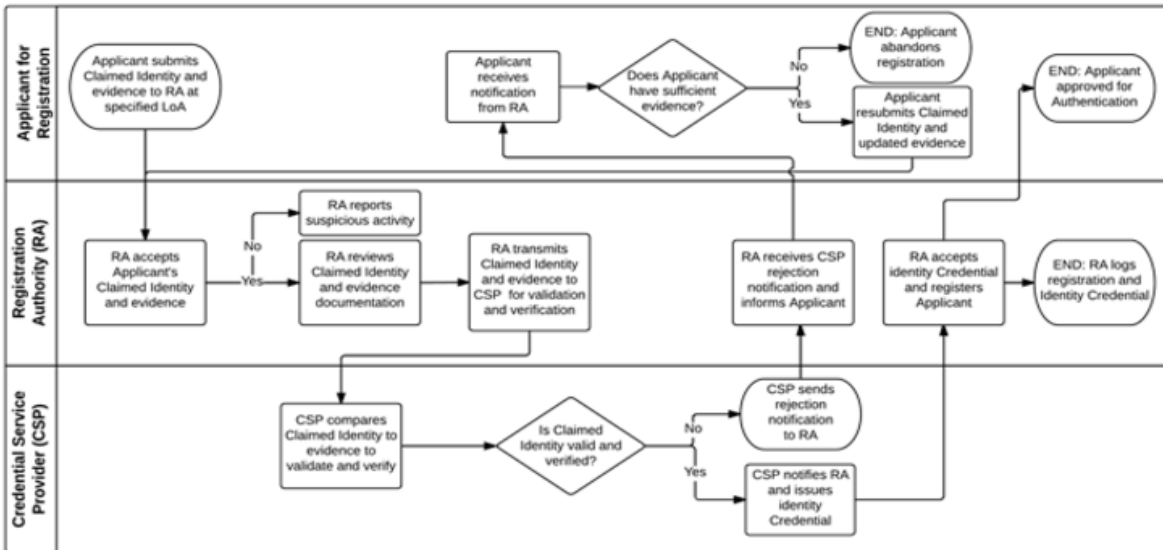 Applicant for
Registration
Applicant submits
Claimed Identity and
evidence to RA at
specified LoA
Applicant
receives
notification
from RA
Does Applicant
have sufficient
evidence?
No
Yes
END: Applicant
abandons
registration
Applicant
resubmits Claimed
Identity and
updated evidence
END: Applicant
approved for
Authentication
Registration
Authority (RA)
RA accepts
Applicant's
Claimed Identity
and evidence
No
Yes
RA reports
suspicious activity
RA reviews
Claimed Identity
and evidence
documentation
RA transmits
Claimed Identity
and evidence to
CSP for validation
and verification
RA receives CSP
rejection
notification and
informs Applicant
RA accepts
identity Credential
and registers
Applicant
END: RA logs
registration and
Identity Credential
Credential Service
Provider (CSP)
CSP compares
Claimed Identity to
evidence to
validate and verify
Is Claimed
Identity valid and
verified?
No
Yes
CSP sends
rejection
notification
to RA
CSP notifies RA
and issues
identity
Credential